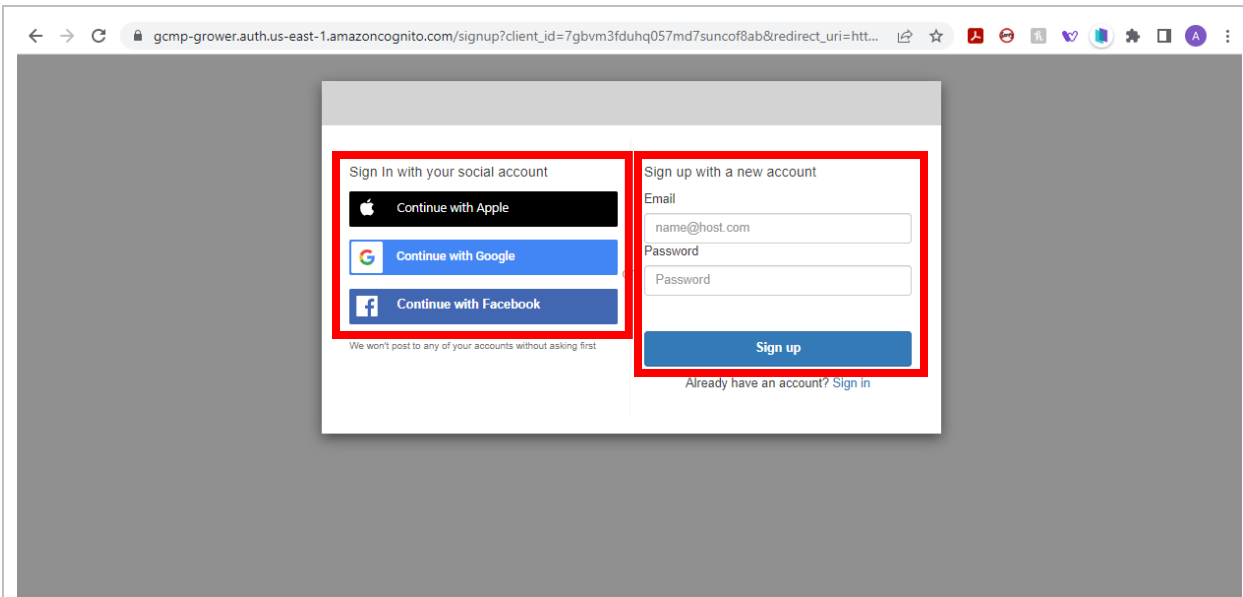 gcmp-grower.auth.us-east-1.amazoncognito.com/signup?client_id=7gbvm3fduhq057md7suncof8ab&redirect_uri=htt...
A
Sign In with your social account
Continue with Apple
Continue with Google
Continue with Facebook
We won't post to any of your accounts without asking first
Sign up with a new account
Email
name@host.com
Password
Password
Sign up
Already have an account? Sign in